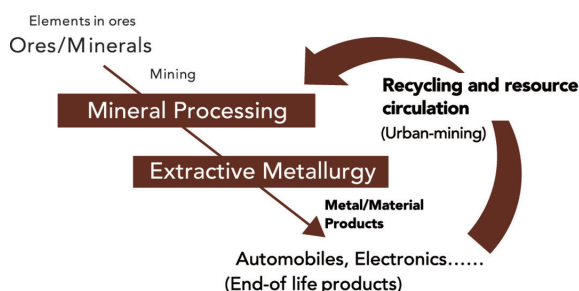 Elements in ores
Ores/Minerals
Mining
Mineral Processing
Recycling and resource
circulation
(Urban-mining)
Extractive Metallurgy
Metal/Material
Products
Automobiles, Electronics......
(End-of life products)